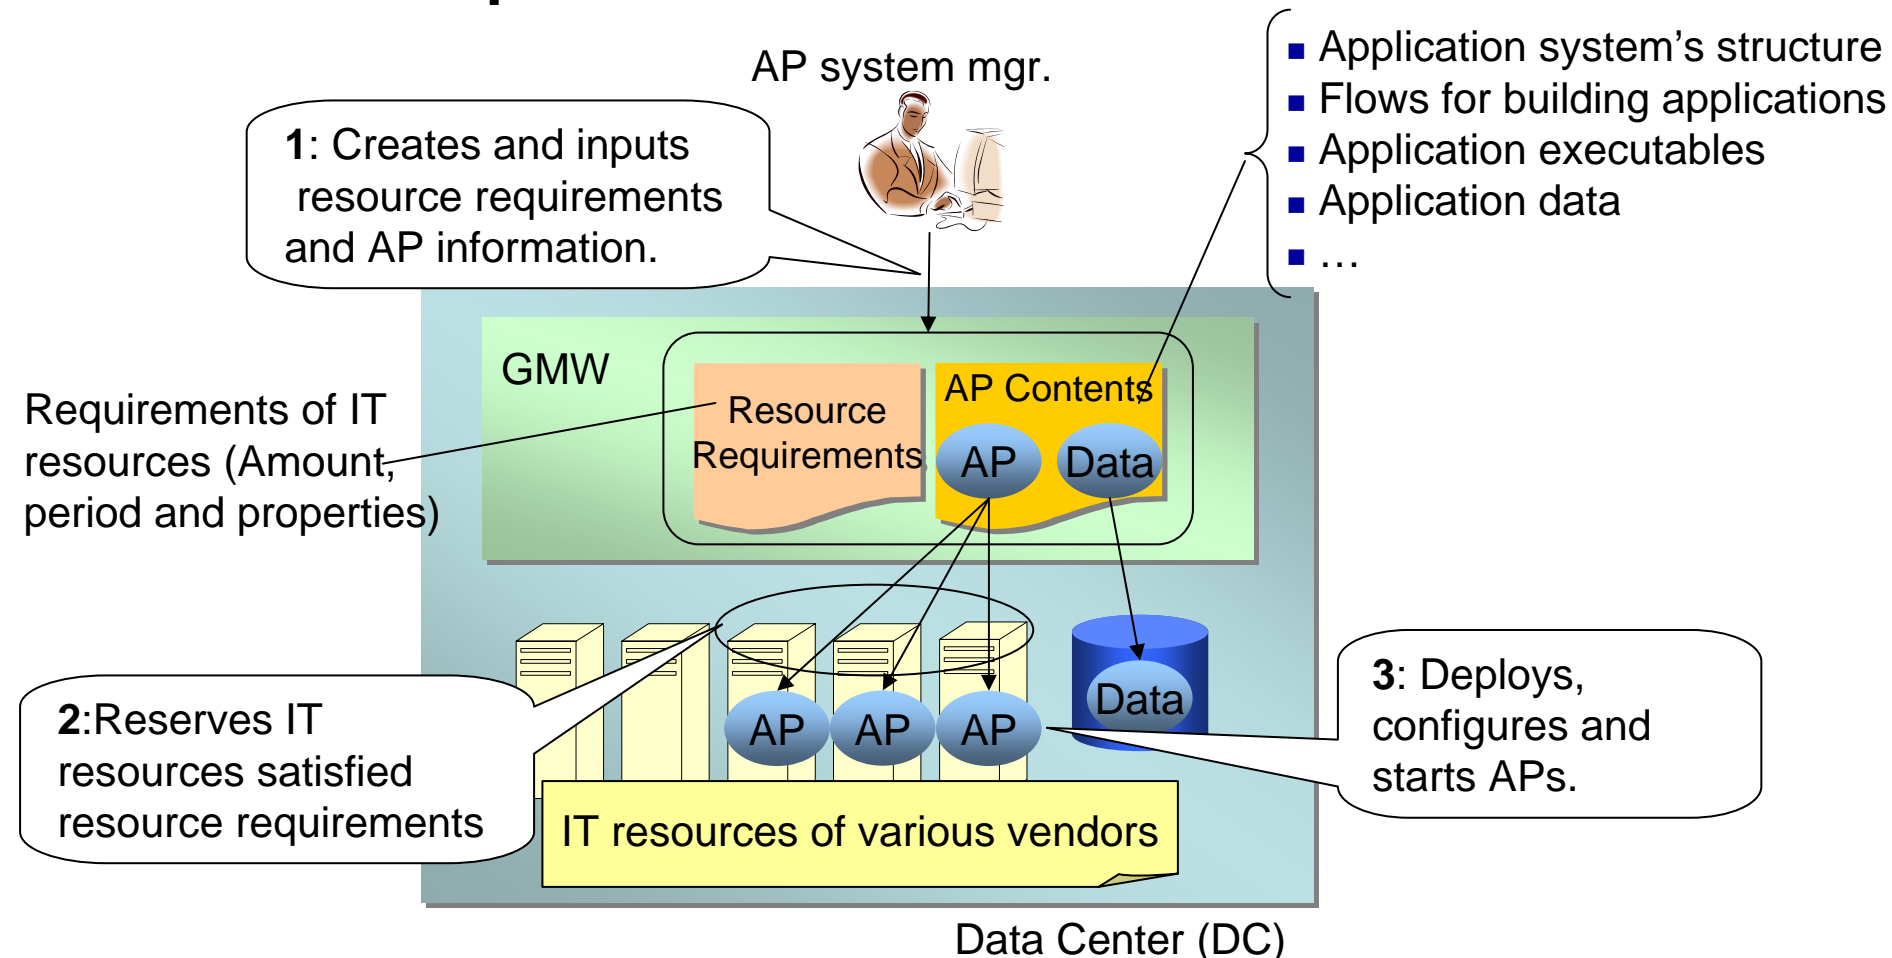 AP system mgr.
1: Creates and inputs
resource requirements
and AP information.
■ Application system’s structure
■ Flows for building applications
■ Application executables
■ Application data
■ …
GMW
Resource
Requirements
AP Contents
AP
Data
Requirements of IT
resources (Amount,
period and properties)
AP
AP
AP
Data
2:Reserves IT
resources satisfied
resource requirements
3: Deploys,
configures and
starts APs.
IT resources of various vendors
Data Center (DC)